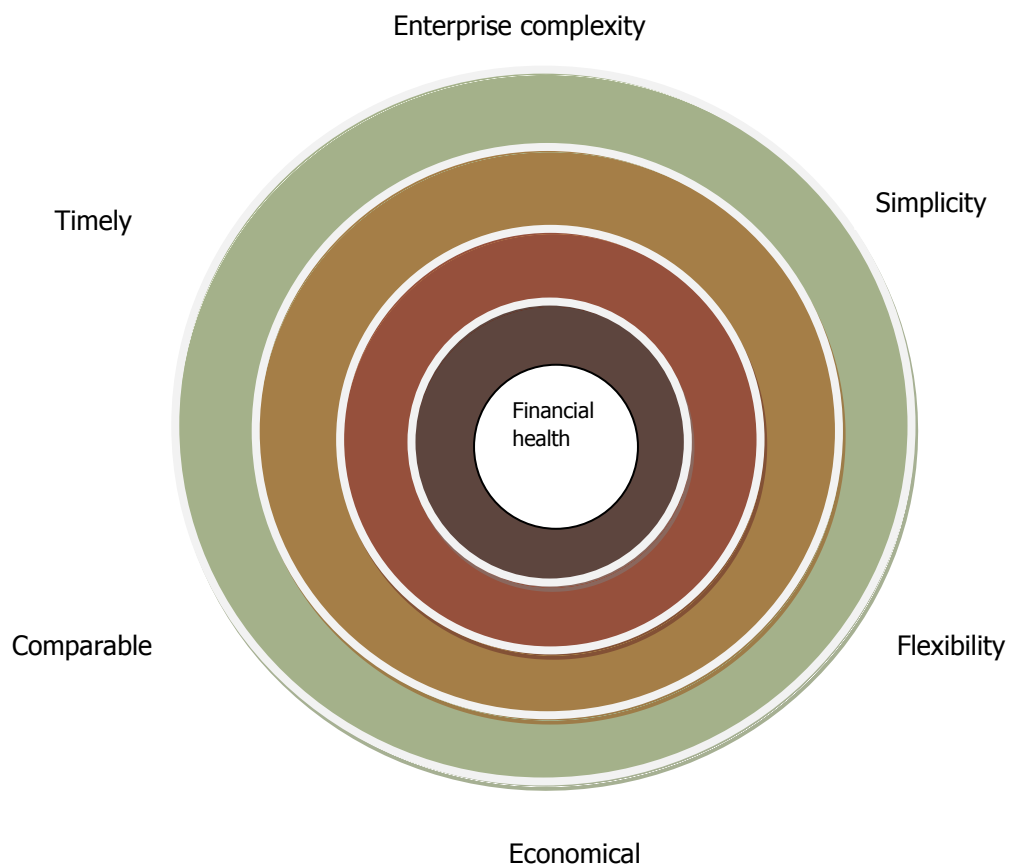 Enterprise complexity
Simplicity
Timely
Financial
health
Comparable
Flexibility
Economical